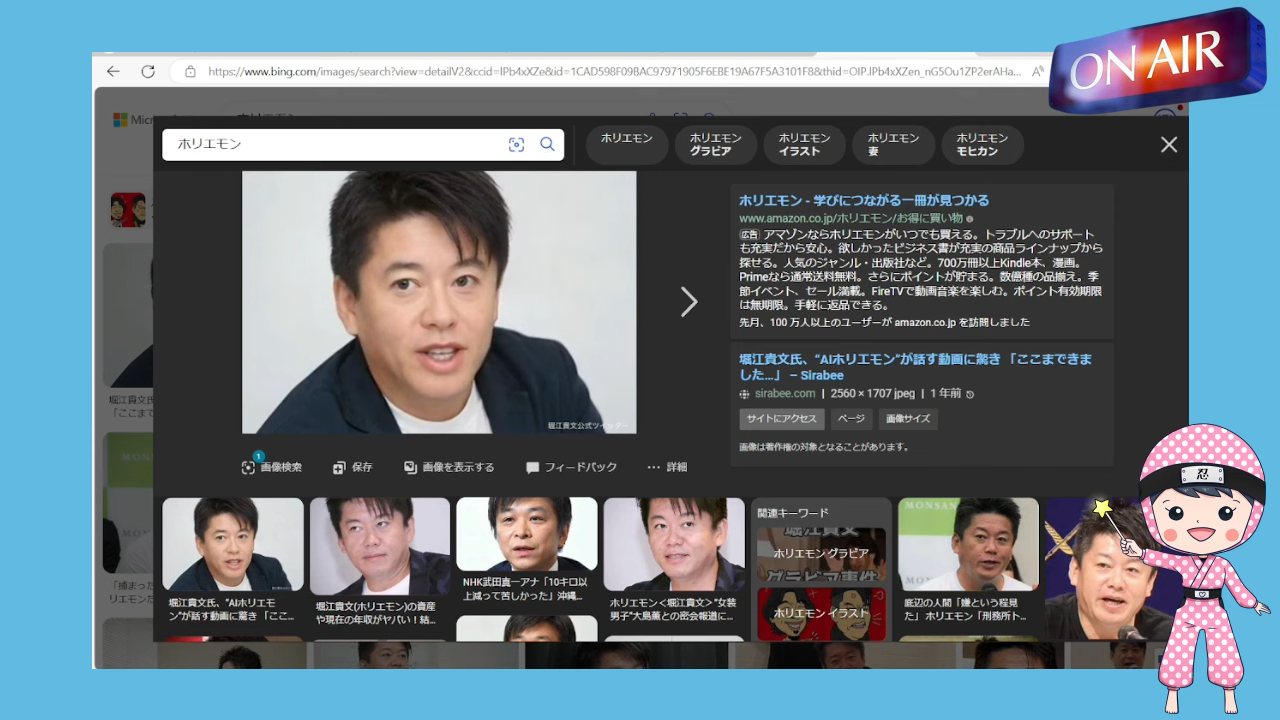 ON AIR
https://www.bing.com/images/search?view=detailV2&ccid=lPb4xXZe&id=1CAD598F09BAC97971905F6EBE19A67F5A3101F8&thid=OIP.lPb4xXZen_nG5Ou1ZP2erAHa...
ホリエモン
ホリエモン
ホリエモン
グラビア
ホリエモン
イラスト
ホリエモン
妻
ホリエモン
モヒカン
堀江貴文公式ツイッター
1
画像検索
保存
画像を表示する
フィードバック
詳細
ホリエモン - 学びにつながる一冊が見つかる
www.amazon.co.jp/ホリエモン/お得に買い物
広告 アマゾンならホリエモンがいつでも買える。トラブルへのサポート
も充実だから安心。欲しかったビジネス書が充実の商品ラインナップから
探せる。人気のジャンル・出版社など。700万冊以上Kindle本、漫画。
Primeなら通常送料無料。さらにポイントが貯まる。数億種の品揃え。季
節イベント、セール満載。FireTVで動画音楽を楽しむ。ポイント有効期限
は無期限。手軽に返品できる。
先月、100 万人以上のユーザーが amazon.co.jp を訪問しました
堀江貴文氏、“AIホリエモン”が話す動画に驚き 「ここまできま
した…」 – Sirabee
sirabee.com | 2560 × 1707 jpeg | 1 年前
サイトにアクセス
ページ
画像サイズ
画像は著作権の対象となることがあります。
堀江貴文氏、“AIホリエモ
ン”が話す動画に驚き 「ここ...
堀江貴文(ホリエモン)の資産
や現在の年収がヤバい！結...
NHK武田真一アナ「10キロ以
上減って苦しかった」沖縄...
ホリエモン＜堀江貴文＞“女装
男子”大島薫との密会報道に...
関連キーワード
ホリエモン グラビア
ホリエモン イラスト
MONSAN
底辺の人間「嫌という程見
た」ホリエモン「刑務所ト...
忍